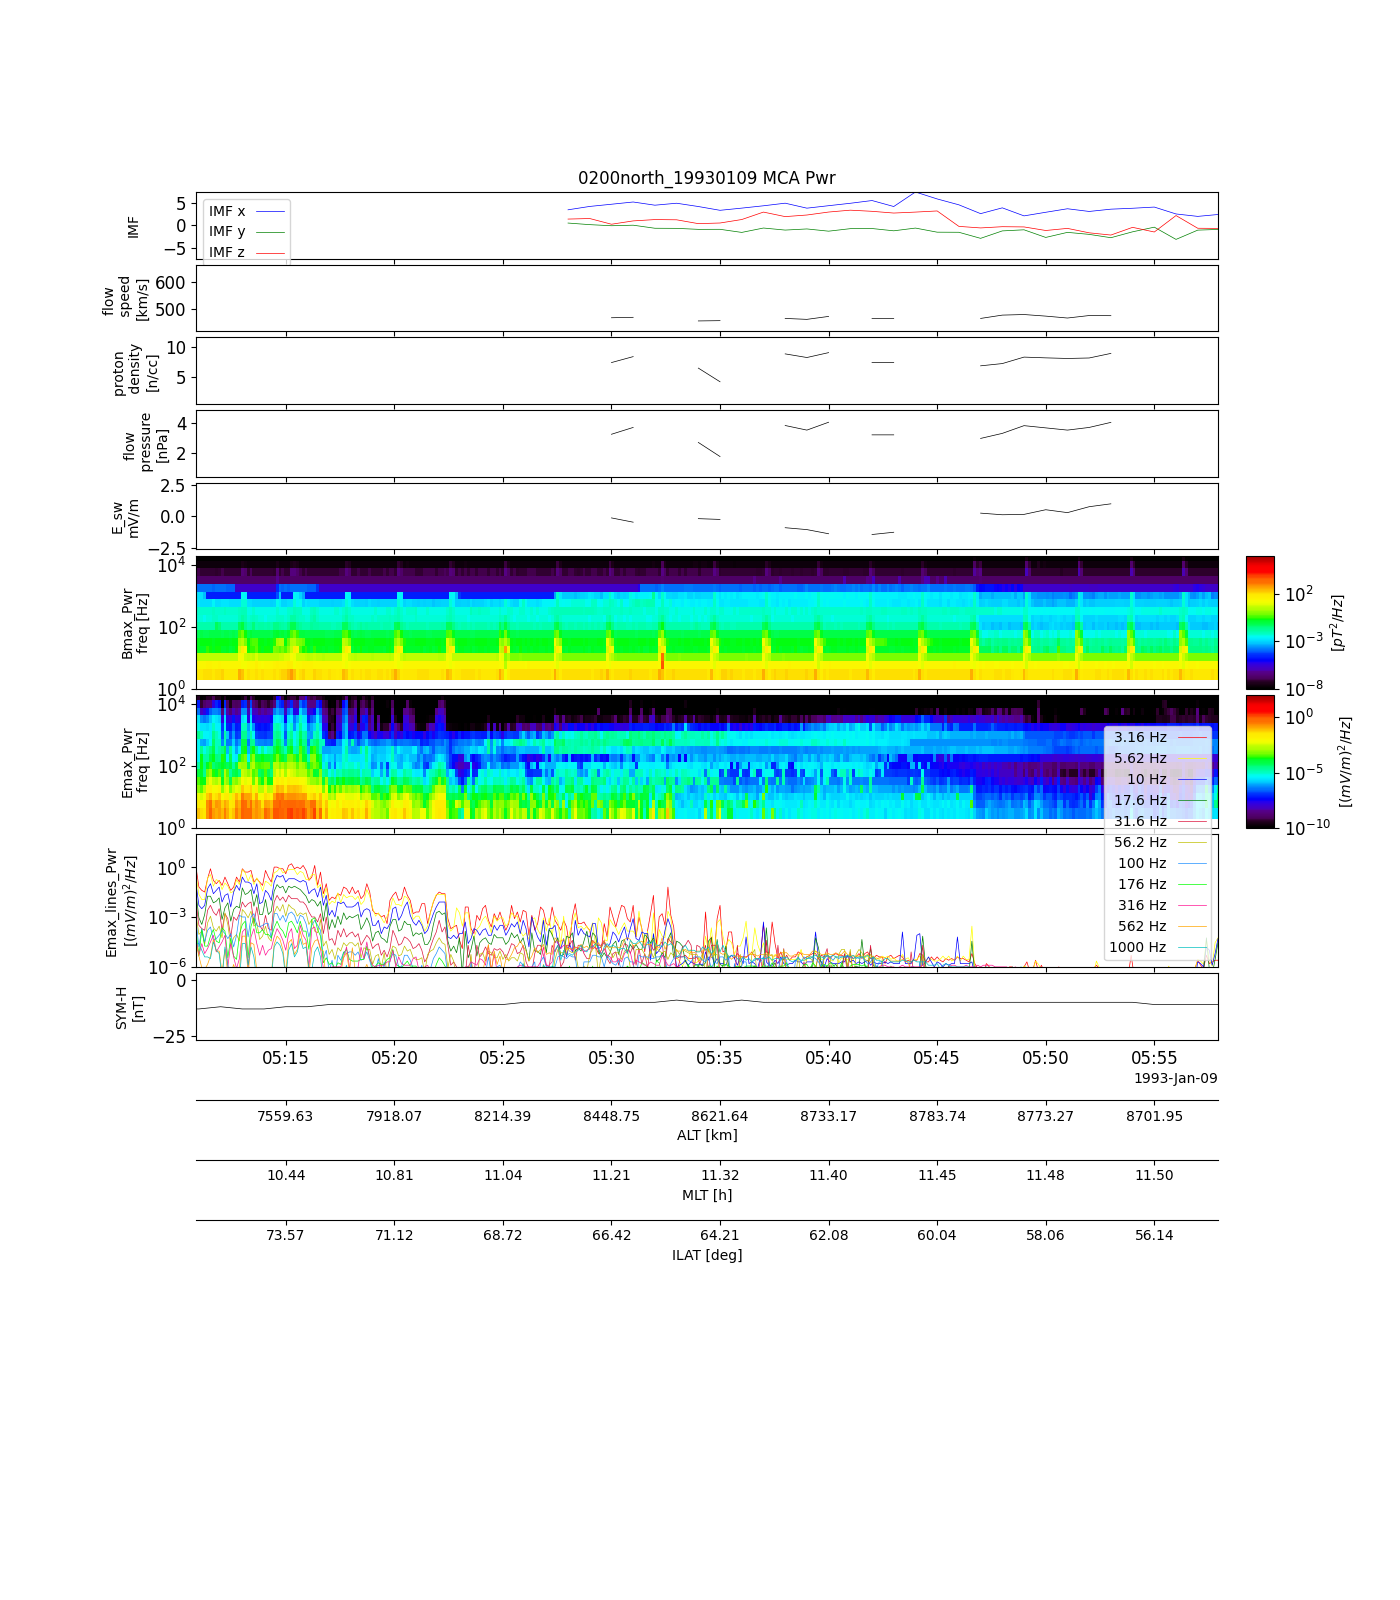 0200north_19930109 MCA Pwr
IMF
5
0
−5
IMF x
IMF y
IMF z
flow
speed
[km/s]
600
500
proton
density
[n/cc]
10
5
flow
pressure
[nPa]
4
2
E_sw
mV/m
2.5
0.0
−2.5
Bmax_Pwr
freq [Hz]
10^4
10^2
10^0
10^2
10^−3
10^−8
[pT^2/Hz]
Emax_Pwr
freq [Hz]
10^4
10^2
10^0
10^0
10^−5
10^−10
[(mV/m)^2/Hz]
3.16 Hz
5.62 Hz
10 Hz
17.6 Hz
31.6 Hz
56.2 Hz
100 Hz
176 Hz
316 Hz
562 Hz
1000 Hz
Emax_lines_Pwr
[(mV/m)^2/Hz]
10^0
10^−3
10^−6
SYM-H
[nT]
0
−25
05:15 05:20 05:25 05:30 05:35 05:40 05:45 05:50 05:55
1993-Jan-09
7559.63 7918.07 8214.39 8448.75 8621.64 8733.17 8783.74 8773.27 8701.95
ALT [km]
10.44 10.81 11.04 11.21 11.32 11.40 11.45 11.48 11.50
MLT [h]
73.57 71.12 68.72 66.42 64.21 62.08 60.04 58.06 56.14
ILAT [deg]